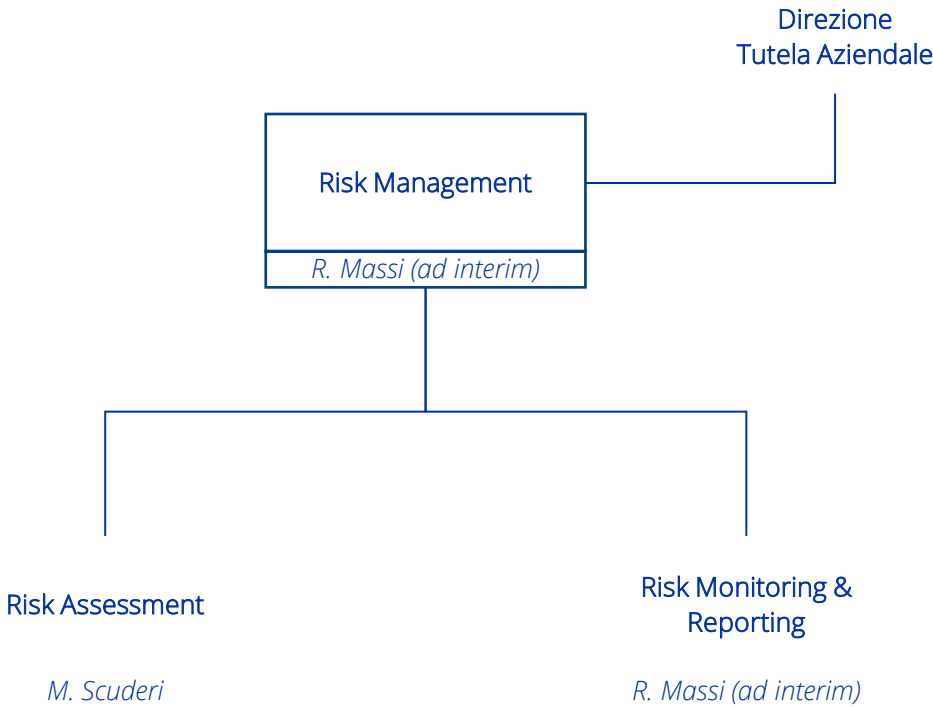 Direzione
Tutela Aziendale
Risk Management
R. Massi (ad interim)
Risk Assessment
M. Scuderi
Risk Monitoring &
Reporting
R. Massi (ad interim)